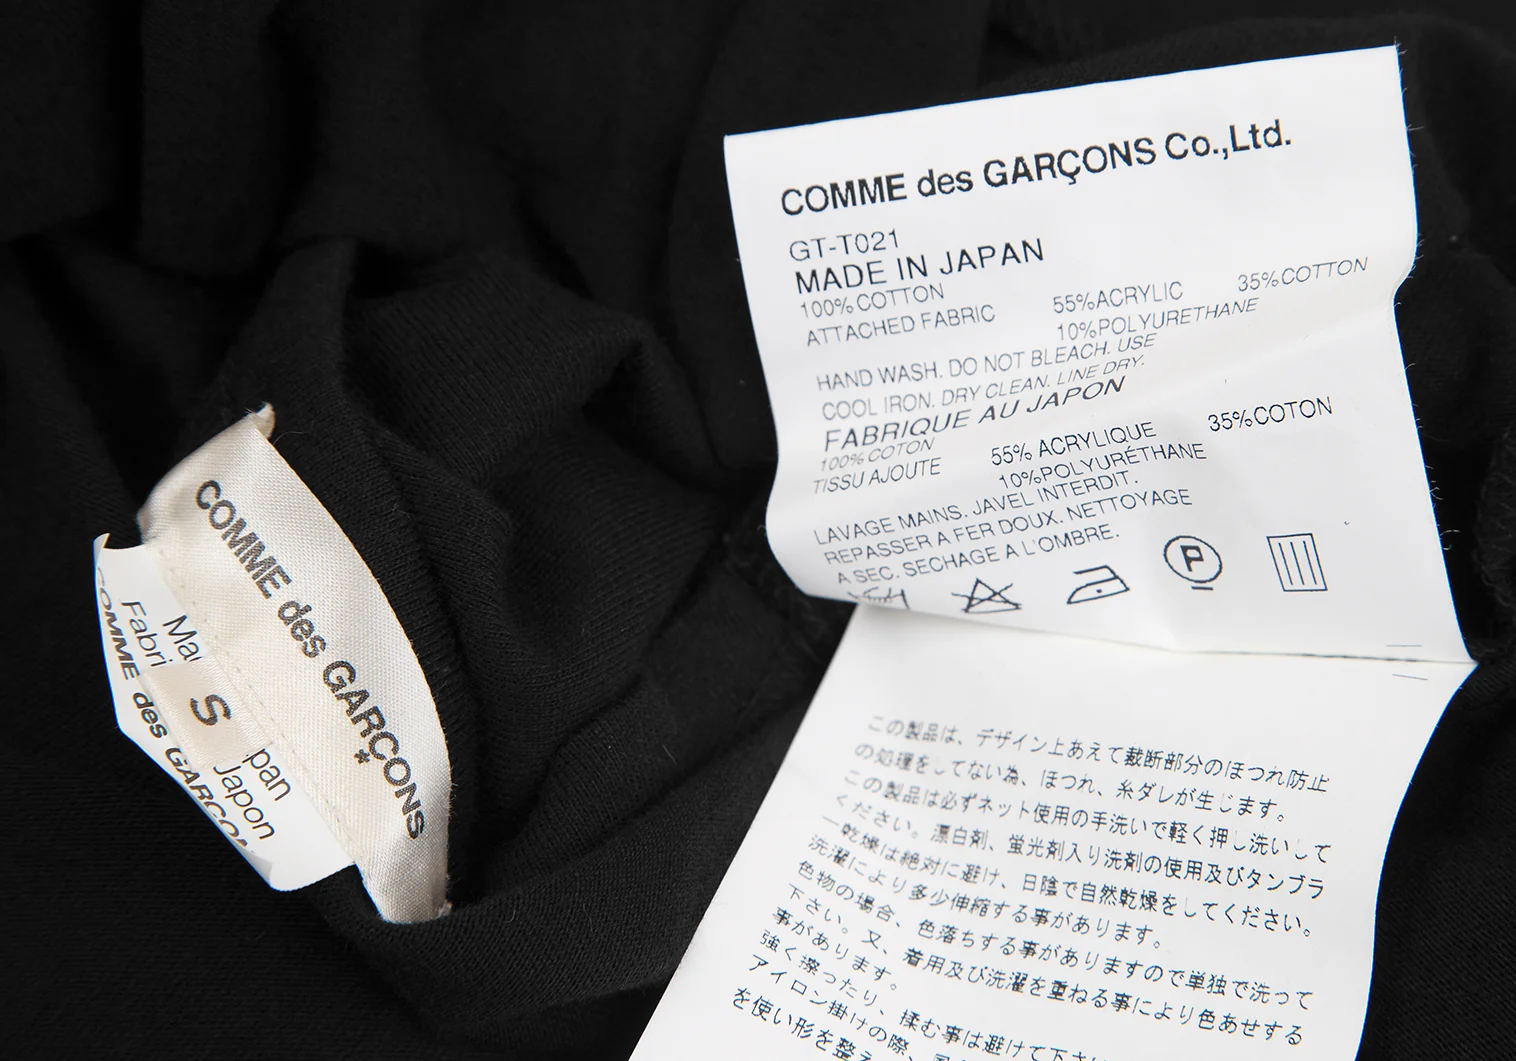 COMME des GARÇONS Co.,Ltd.
GT-T021
MADE IN JAPAN
100%COTTON
ATTACHED FABRIC 55%ACRYLIC 35%COTTON
10%POLYURETHANE
HAND WASH. DO NOT BLEACH. USE
COOL IRON. DRY CLEAN. LINE DRY.
FABRIQUE AU JAPON
100%COTON
TISSU AJOUTE 55% ACRYLIQUE 35%COTON
10%POLYURÉTHANE
LAVAGE MAINS. JAVEL INTERDIT.
REPASSER A FER DOUX. NETTOYAGE
A SEC. SECHAGE A L'OMBRE.
P
この製品は、デザイン上あえて裁断部分のほつれ防止
の処理をしてない為、ほつれ、糸ダレが生じます。
この製品は必ずネット使用の手洗いで軽く押し洗いして
ください。漂白剤、蛍光剤入り洗剤の使用及びタンブラ
ー乾燥は絶対に避け、日陰で自然乾燥をしてください。
洗濯により多少伸縮する事があります。
色物の場合、色落ちする事がありますので単独で洗って
下さい。又、着用及び洗濯を重ねる事により色あせする
事があります。
強く擦ったり、揉む事は避けて下さい
アイロン掛けの際、
を使い形を整え
COMME des GARÇONS
*
S
Ma
Fabri
pan
Japon
COMME des GARÇON